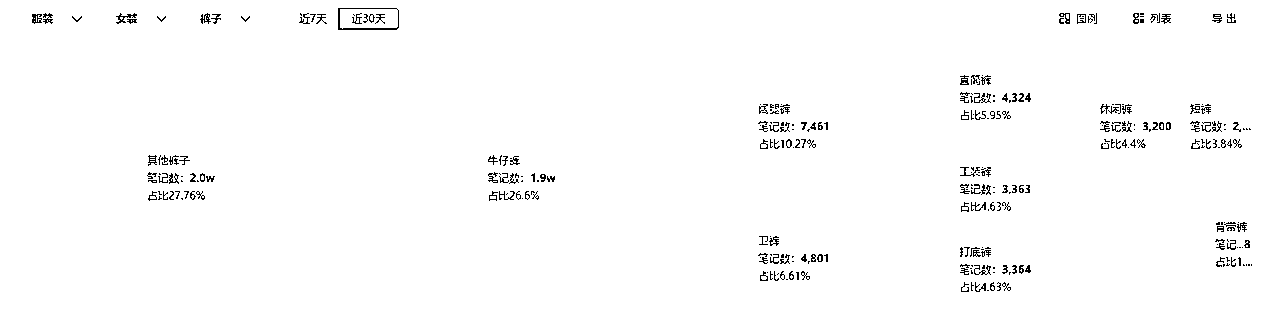 服装 女装 裤子 近7天 近30天 图例 列表 导出
其他裤子
笔记数：2.0w
占比27.76%
牛仔裤
笔记数：1.9w
占比26.6%
阔腿裤
笔记数：7,461
占比10.27%
卫裤
笔记数：4,801
占比6.61%
直筒裤
笔记数：4,324
占比5.95%
工装裤
笔记数：3,363
占比4.63%
打底裤
笔记数：3,364
占比4.63%
休闲裤
笔记数：3,200
占比4.4%
短裤
笔记数：2,...
占比3.84%
背带裤
笔记...8
占比1....